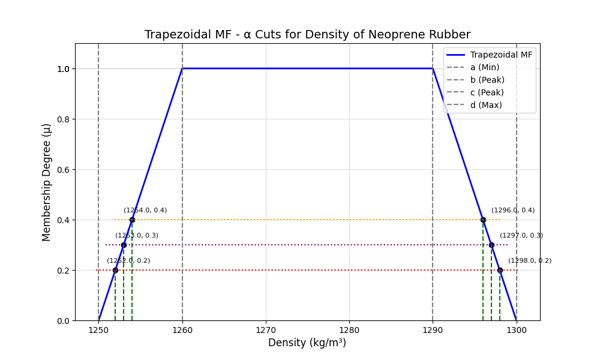 Trapezoidal MF - α Cuts for Density of Neoprene Rubber
Membership Degree (μ)
1.0
0.8
0.6
0.4
0.2
0.0
Trapezoidal MF
a (Min)
b (Peak)
c (Peak)
d (Max)
(1254.0, 0.4)
(1296.0, 0.4)
(1253.0, 0.3)
(1297.0, 0.3)
(1252.0, 0.2)
(1298.0, 0.2)
1250
1260
1270
1280
1290
1300
Density (kg/m³)